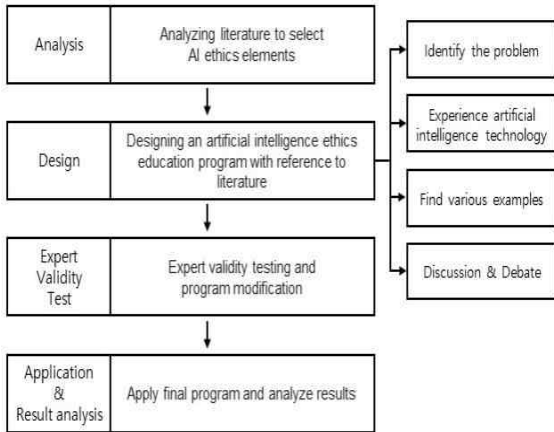 Analysis
Analyzing literature to select
AI ethics elements
Identify the problem
Experience artificial
intelligence technology
Design
Designing an artificial intelligence ethics
education program with reference to
literature
Find various examples
Discussion & Debate
Expert
Validity
Test
Expert validity testing and
program modification
Application
&
Result analysis
Apply final program and analyze results